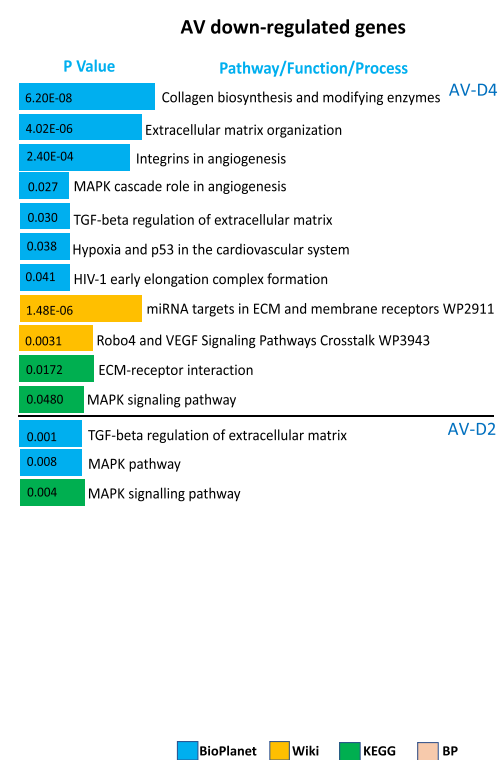 AV down-regulated genes
P Value Pathway/Function/Process
AV-D4
6.20E-08 Collagen biosynthesis and modifying enzymes
4.02E-06 Extracellular matrix organization
2.40E-04 Integrins in angiogenesis
0.027 MAPK cascade role in angiogenesis
0.030 TGF-beta regulation of extracellular matrix
0.038 Hypoxia and p53 in the cardiovascular system
0.041 HIV-1 early elongation complex formation
1.48E-06 miRNA targets in ECM and membrane receptors WP2911
0.0031 Robo4 and VEGF Signaling Pathways Crosstalk WP3943
0.0172 ECM-receptor interaction
0.0480 MAPK signaling pathway
AV-D2
0.001 TGF-beta regulation of extracellular matrix
0.008 MAPK pathway
0.004 MAPK signalling pathway
BioPlanet Wiki KEGG BP